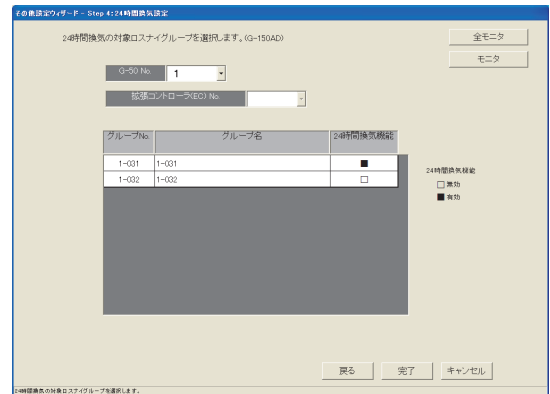 その他設定ウィザード - Step 4:24時間換気設定
24時間換気の対象ロスナイグループを選択します。(G-150AD)
全モニタ
モニタ
G-50 No.
1
拡張コントローラ(EC) No.
グループNo. グループ名 24時間換気機能
1-031 1-031 ■
1-032 1-032 □
24時間換気機能
□ 無効
■ 有効
戻る 完了 キャンセル
24時間換気の対象ロスナイグループを選択します。